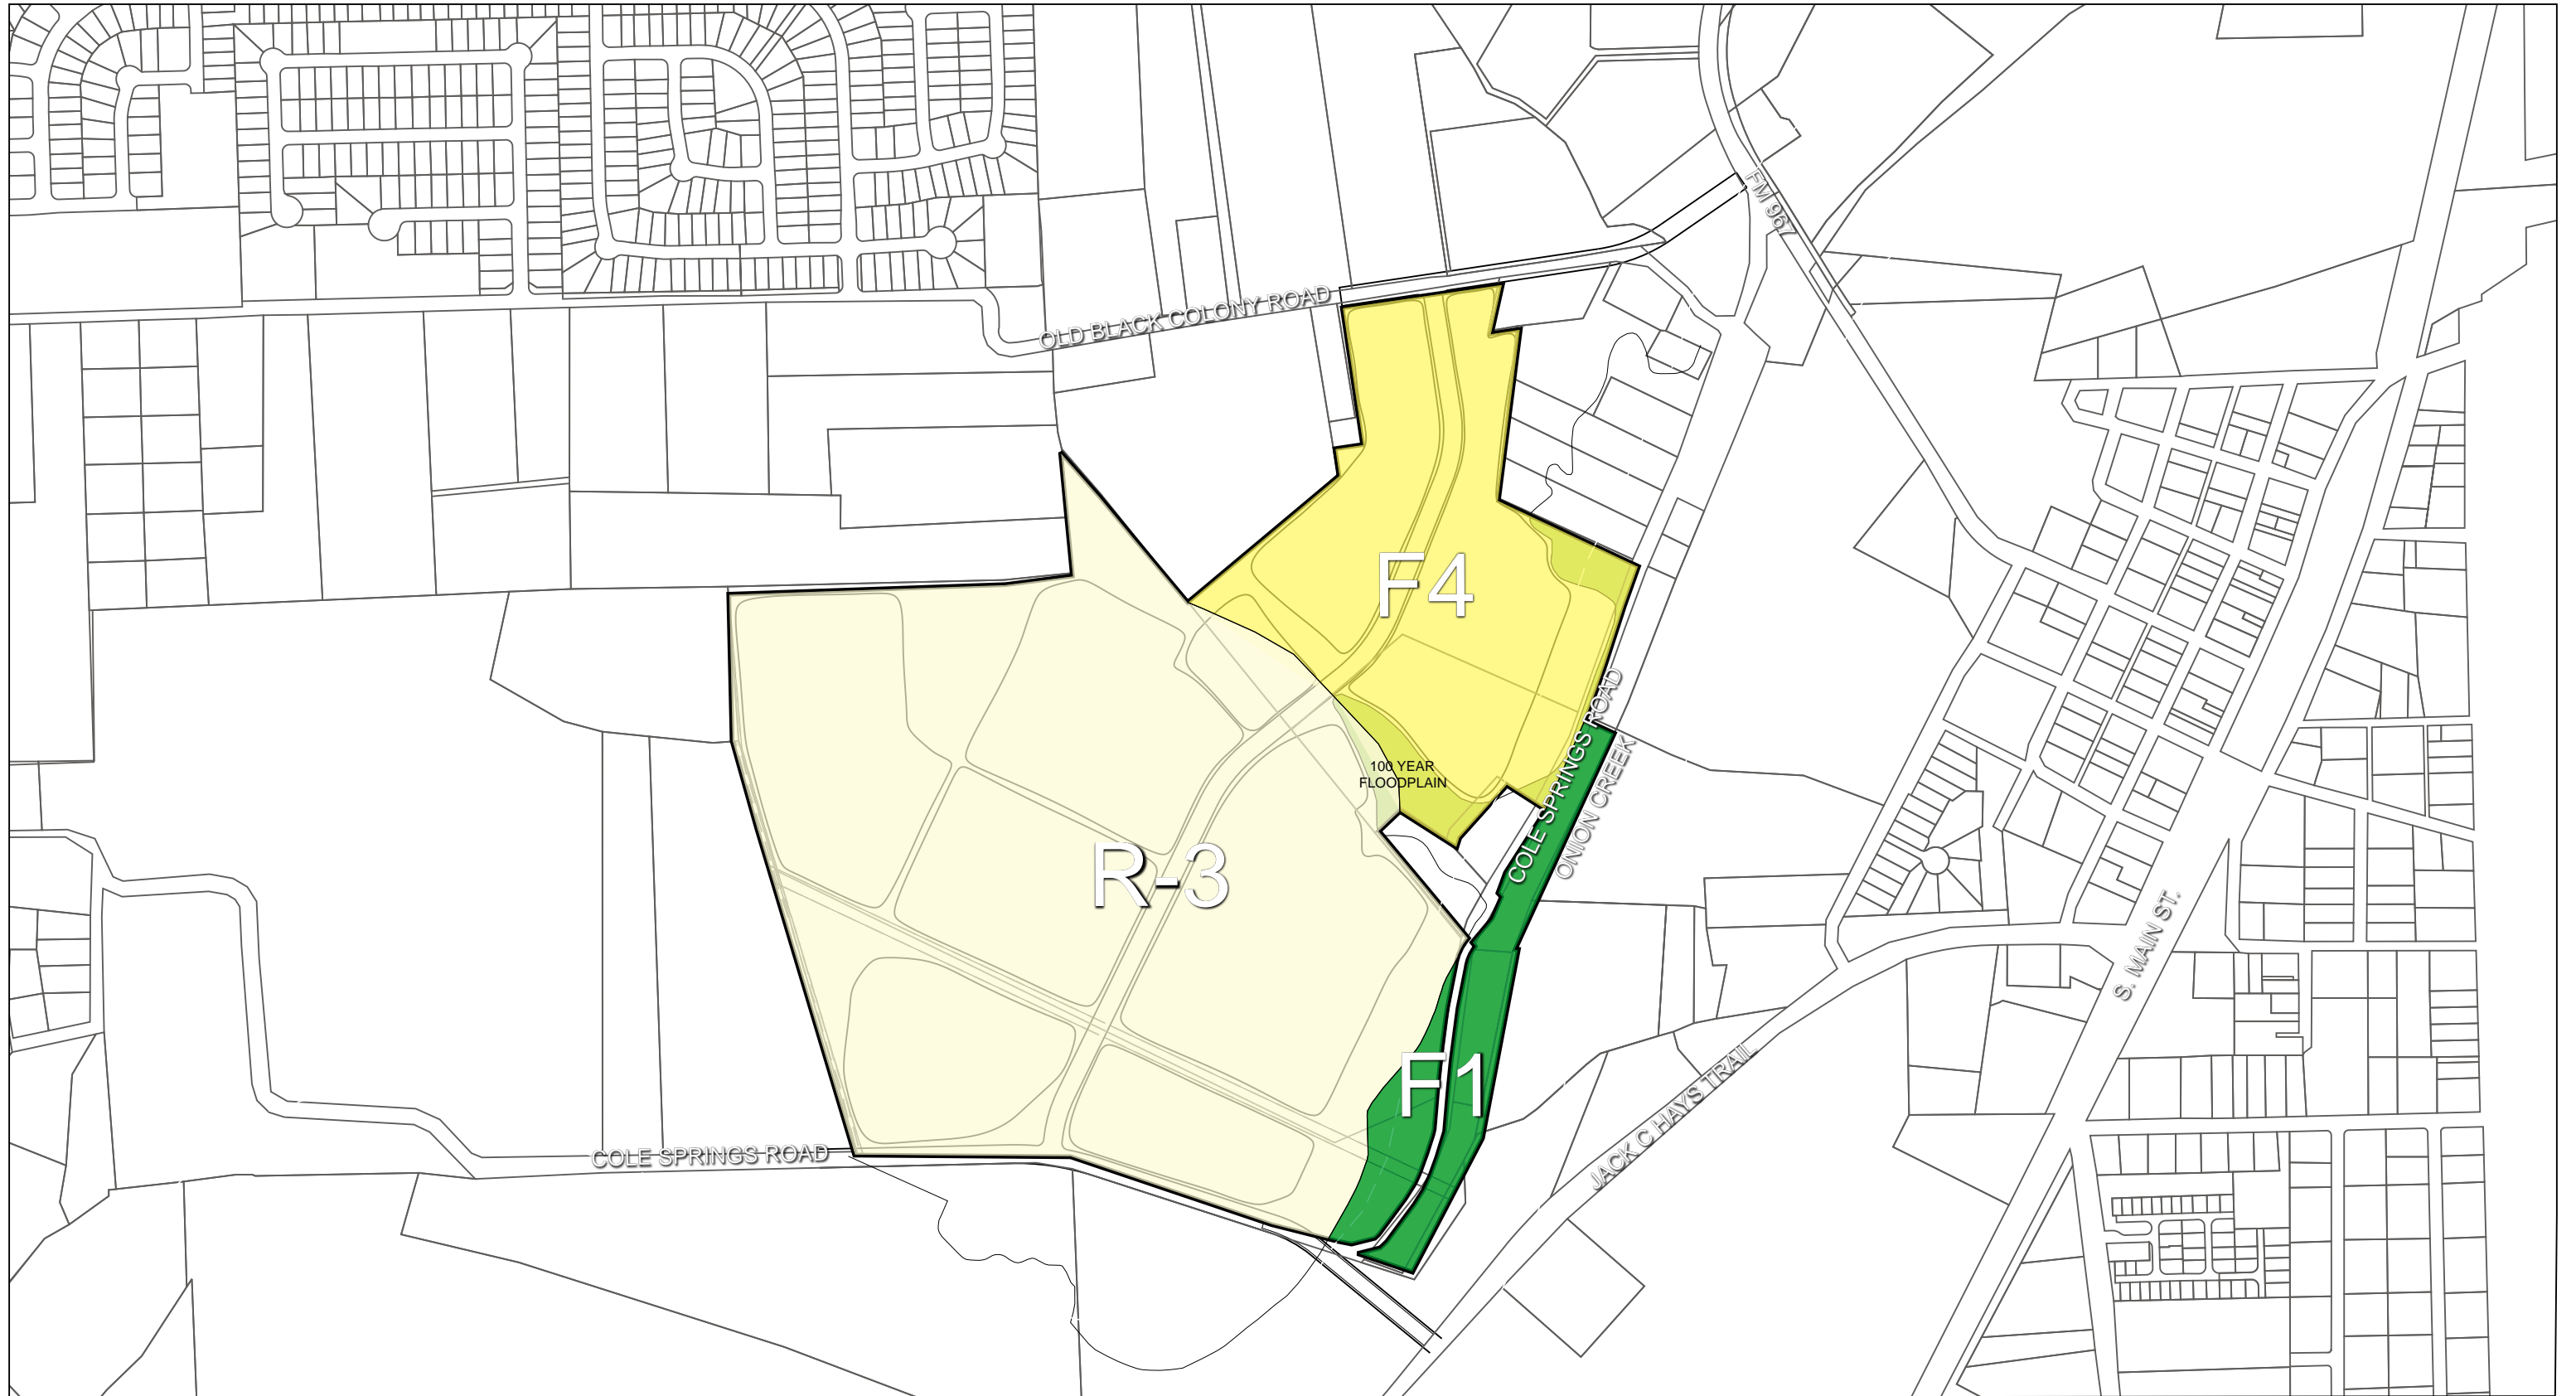 FM 967
OLD BLACK COLONY ROAD
F4
COLE SPRINGS ROAD
ONION CREEK
100 YEAR
FLOODPLAIN
R-3
S. MAIN ST.
F1
JACK C HAYS TRAIL
COLE SPRINGS ROAD